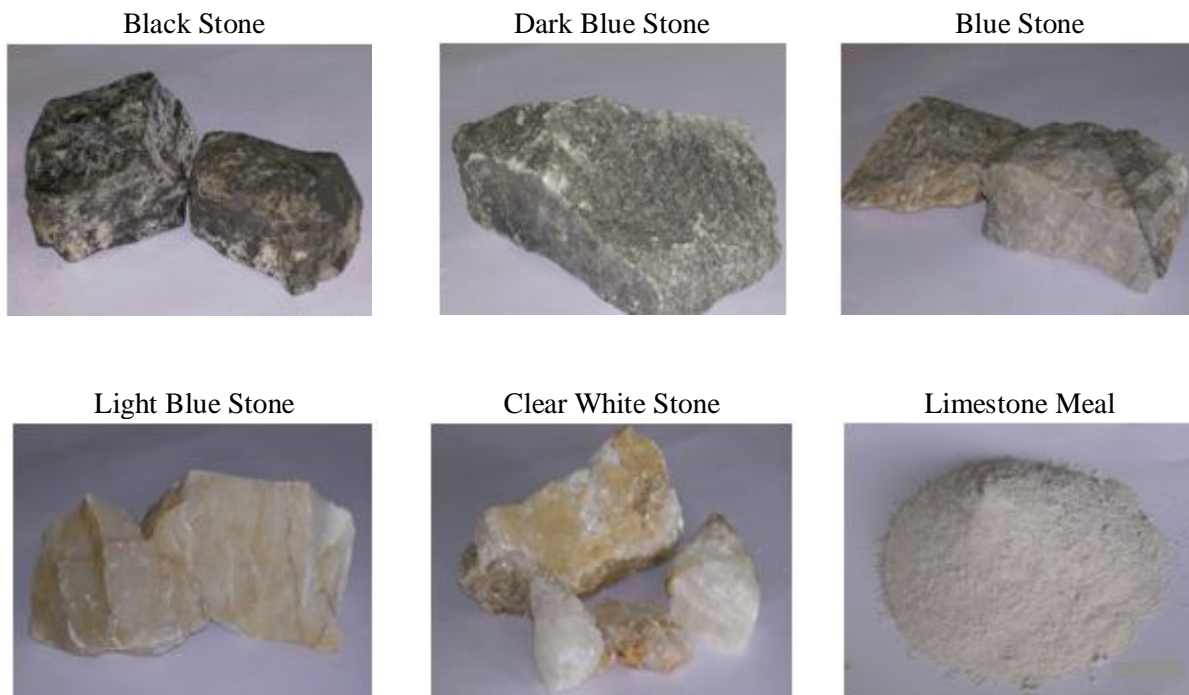 Black Stone
Dark Blue Stone
Blue Stone
Light Blue Stone
Clear White Stone
Limestone Meal